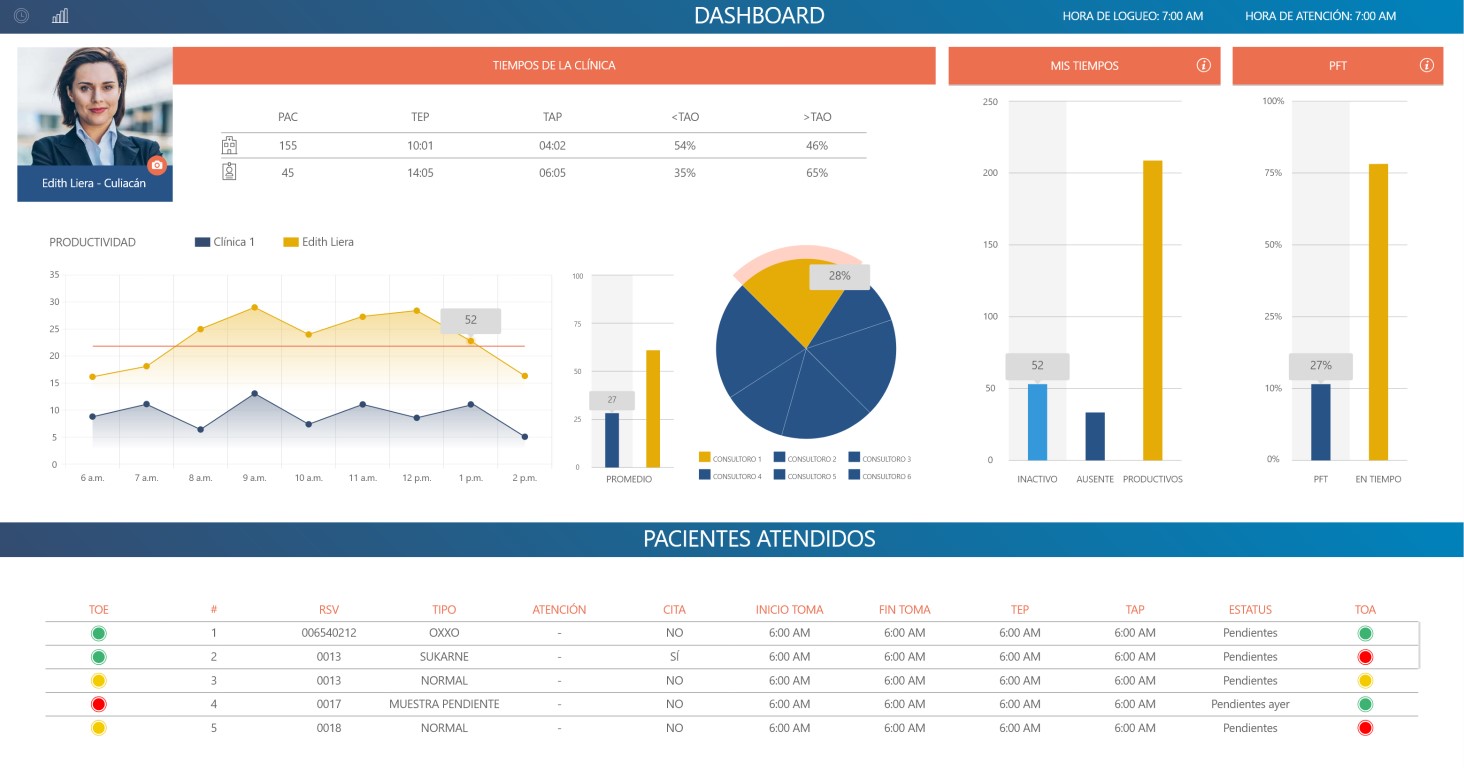 DASHBOARD
HORA DE LOGUEO: 7:00 AM
HORA DE ATENCIÓN: 7:00 AM
Edith Liera - Culiacán
TIEMPOS DE LA CLÍNICA
PAC TEP TAP <TAO >TAO
155 10:01 04:02 54% 46%
45 14:05 06:05 35% 65%
PRODUCTIVIDAD
Clínica 1
Edith Liera
35
30
25
20
15
10
5
0
52
6 a.m. 7 a.m. 8 a.m. 9 a.m. 10 a.m. 11 a.m. 12 p.m. 1 p.m. 2 p.m.
100
75
50
25
0
27
PROMEDIO
28%
CONSULTORO 1 CONSULTORO 2 CONSULTORO 3
CONSULTORO 4 CONSULTORO 5 CONSULTORO 6
MIS TIEMPOS
i
250
200
150
100
50
0
52
INACTIVO AUSENTE PRODUCTIVOS
PFT
i
100%
75%
50%
25%
10%
0%
27%
PFT EN TIEMPO
PACIENTES ATENDIDOS
TOE # RSV TIPO ATENCIÓN CITA INICIO TOMA FIN TOMA TEP TAP ESTATUS TOA
1 006540212 OXXO - NO 6:00 AM 6:00 AM 6:00 AM 6:00 AM Pendientes
2 0013 SUKARNE - SÍ 6:00 AM 6:00 AM 6:00 AM 6:00 AM Pendientes
3 0013 NORMAL - NO 6:00 AM 6:00 AM 6:00 AM 6:00 AM Pendientes
4 0017 MUESTRA PENDIENTE - NO 6:00 AM 6:00 AM 6:00 AM 6:00 AM Pendientes ayer
5 0018 NORMAL - NO 6:00 AM 6:00 AM 6:00 AM 6:00 AM Pendientes